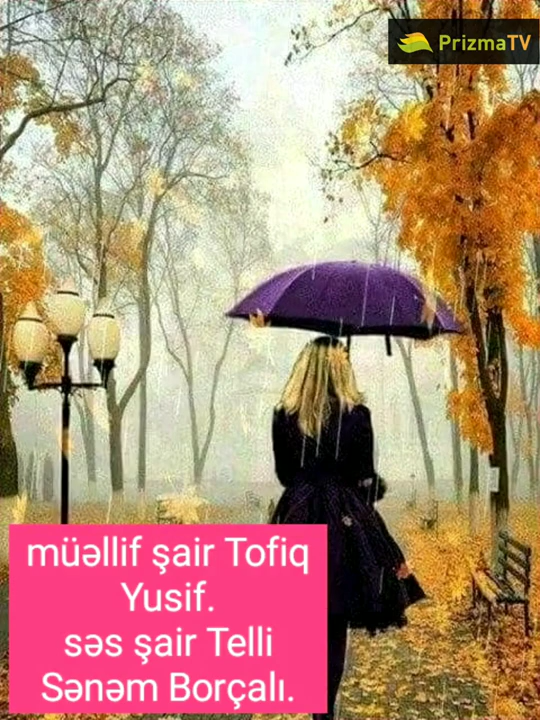 PrizmaTV
müəllif şair Tofiq
Yusif.
səs şair Telli
Sənəm Borçalı.